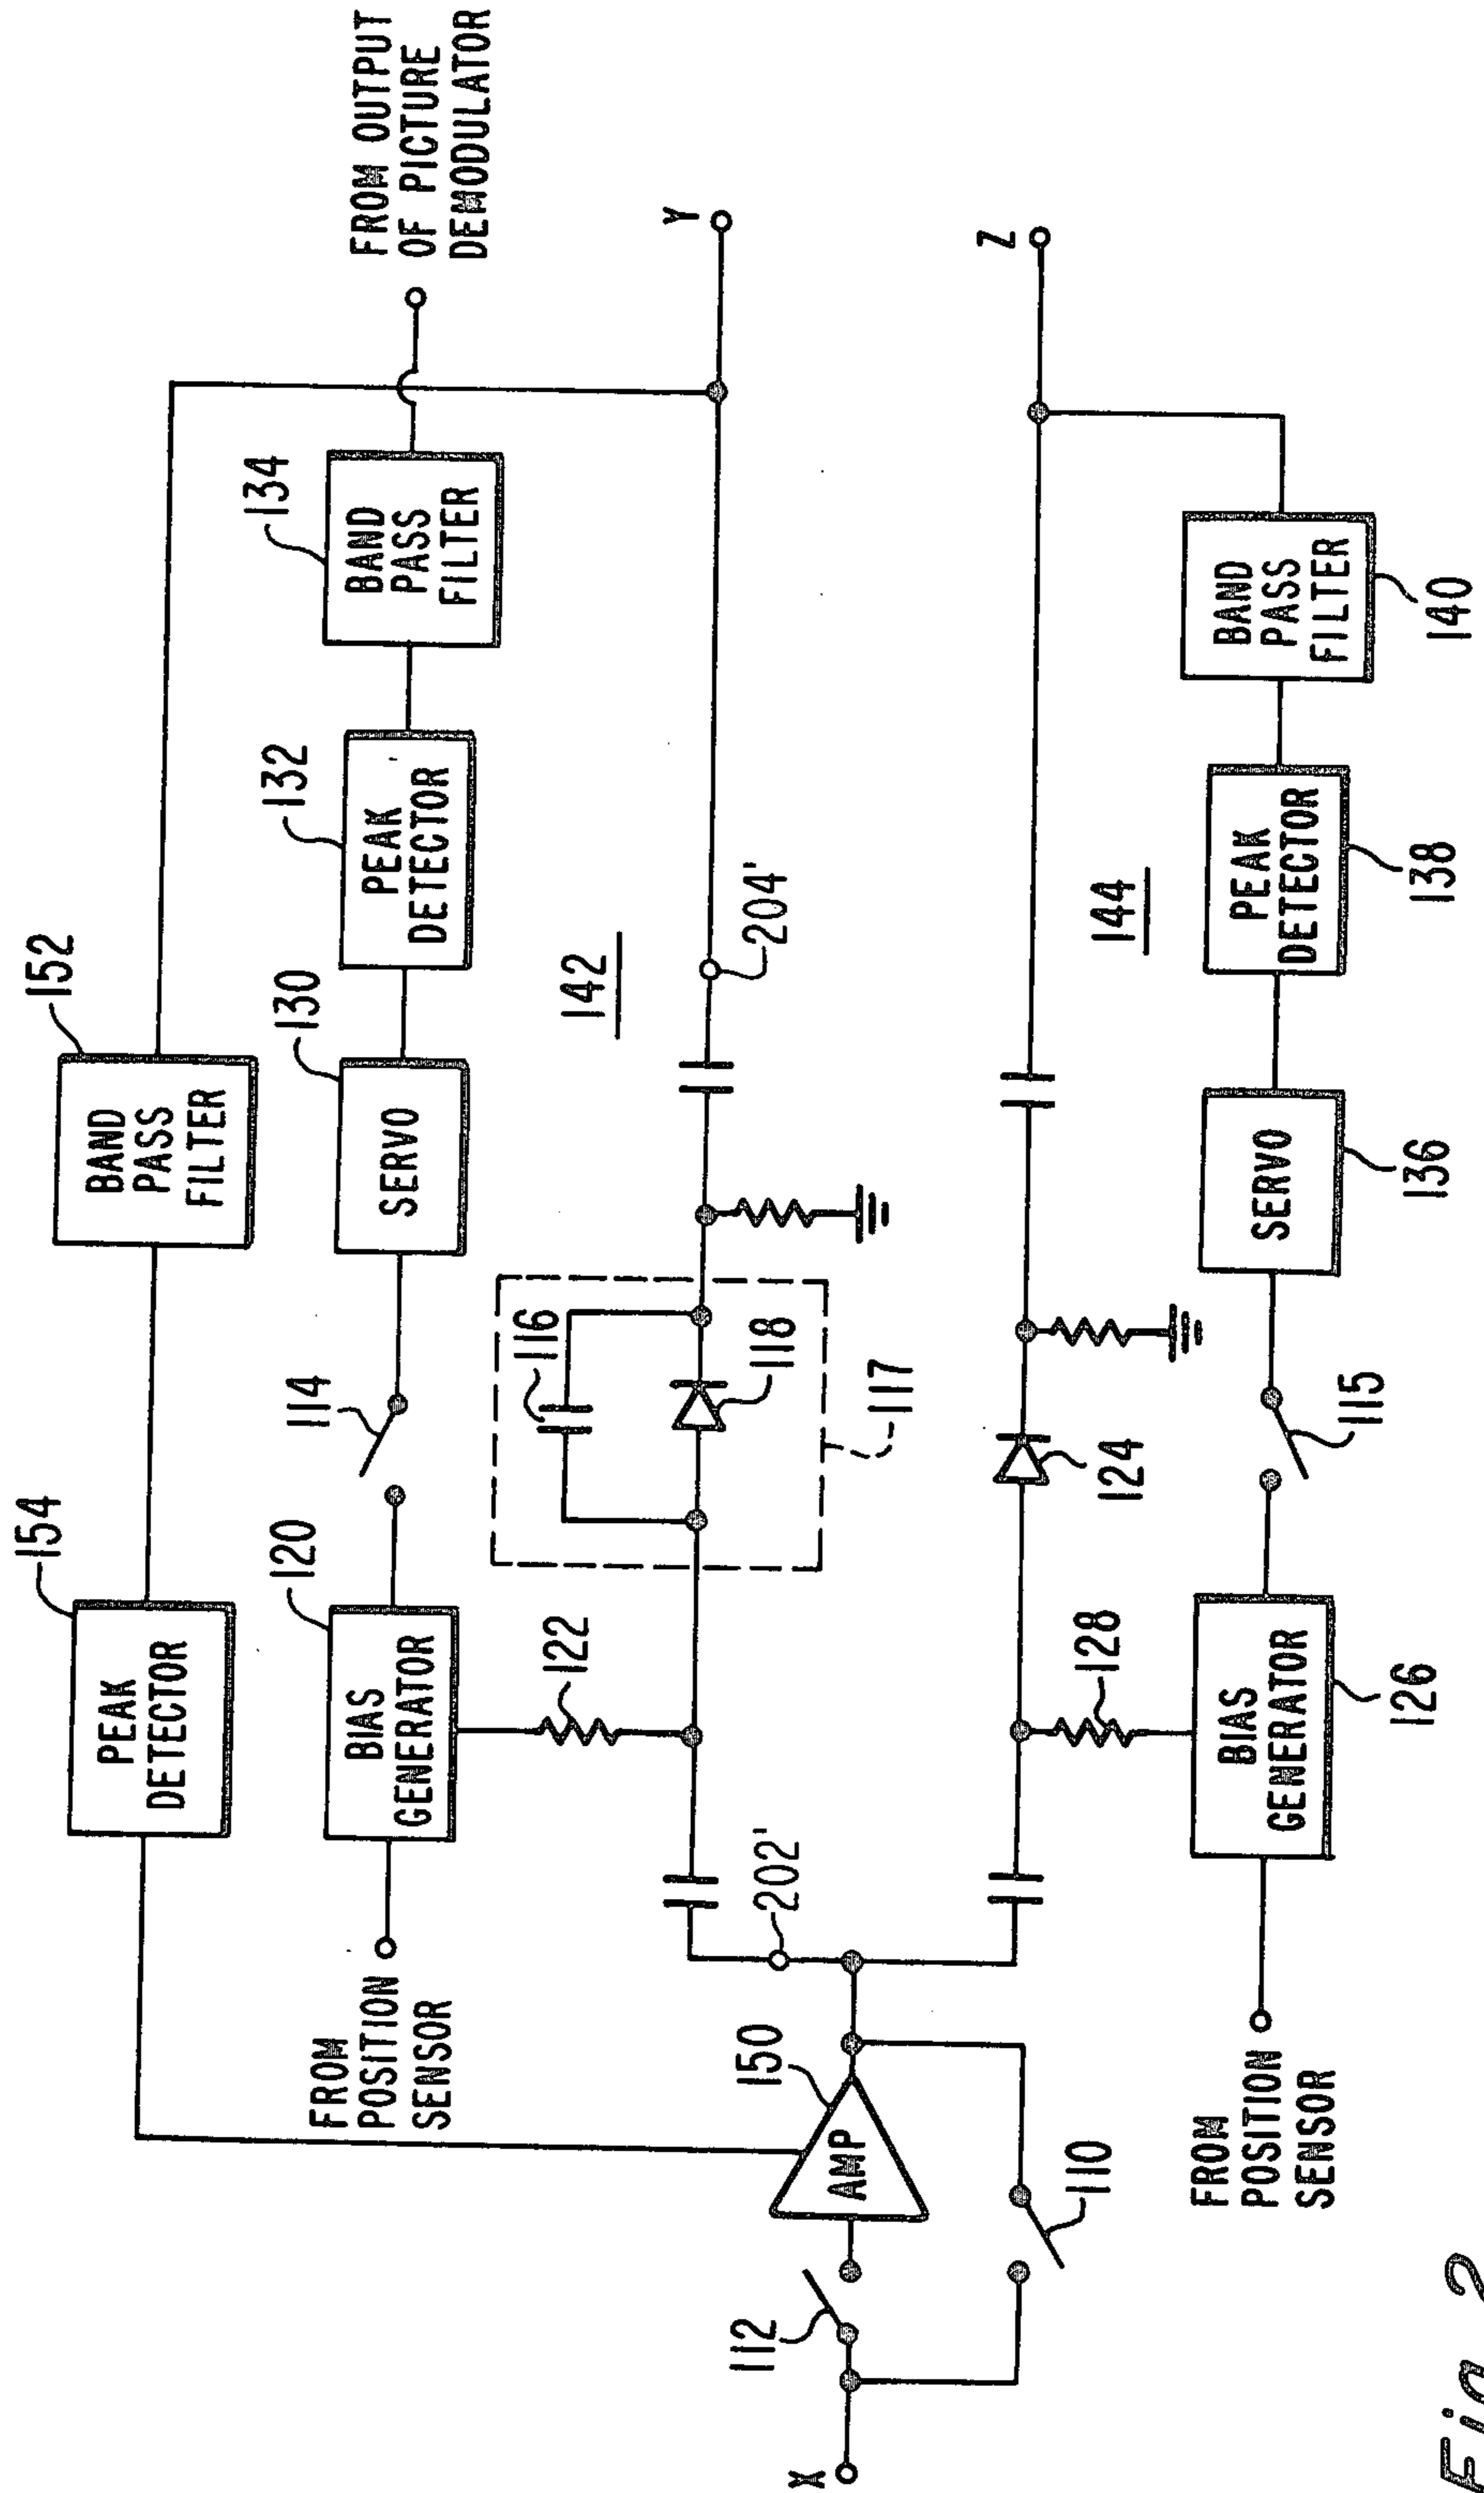 154
PEAK
DETECTOR
152
BAND
PASS
FILTER
FROM OUTPUT
OF PICTURE
DEMODULATOR
FROM
POSITION
SENSOR
120
BIAS
GENERATOR
114
130
SERVO
132
PEAK
DETECTOR
134
BAND
PASS
FILTER
122
116
118
117
142
204'
Y
202'
X
112
150
AMP
110
124
144
Z
128
FROM
POSITION
SENSOR
BIAS
GENERATOR
126
115
SERVO
136
PEAK
DETECTOR
138
BAND
PASS
FILTER
140
Fig. 2